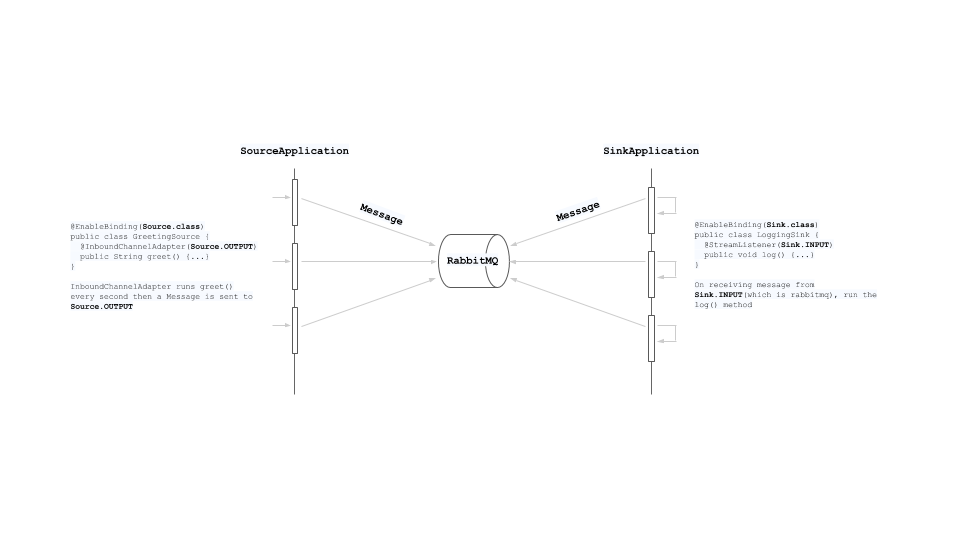 SourceApplication
SinkApplication
Message
Message
RabbitMQ
@EnableBinding(Source.class)
public class GreetingSource {
  @InboundChannelAdapter(Source.OUTPUT)
  public String greet() {...}
}
InboundChannelAdapter runs greet()
every second then a Message is sent to
Source.OUTPUT
@EnableBinding(Sink.class)
public class LoggingSink {
  @StreamListener(Sink.INPUT)
  public void log() {...}
}
On receiving message from
Sink.INPUT(which is rabbitmq), run the
log() method